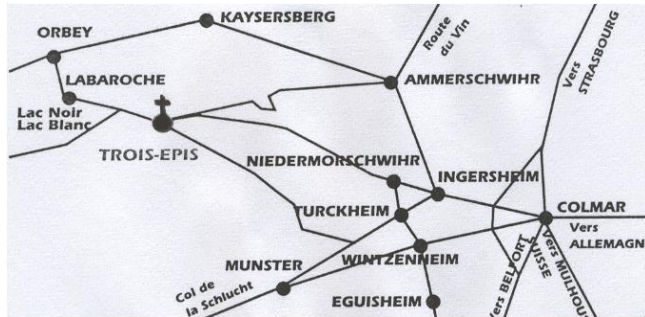 KAYSERSBERG
ORBEY
Route
du Vin
Vers
STRASBOURG
AMMERSCHWIHR
LABAROCHE
Lac Noir
Lac Blanc
TROIS-EPIS
NIEDERMORSCHWIHR
INGERSHEIM
TURCKHEIM
COLMAR
Vers
ALLEMAGN
MUNSTER
WINTZENHEIM
Col de
la Schlucht
EGUISHEIM
Vers BELFORT
SUISSE
Vers MULHOUS